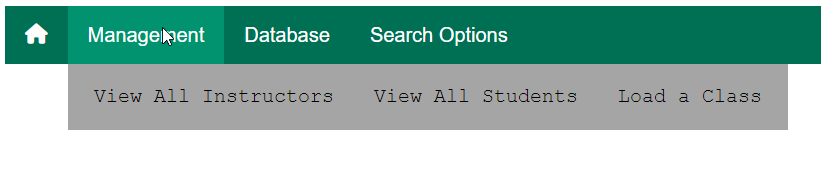 Management Database Search Options
View All Instructors View All Students Load a Class